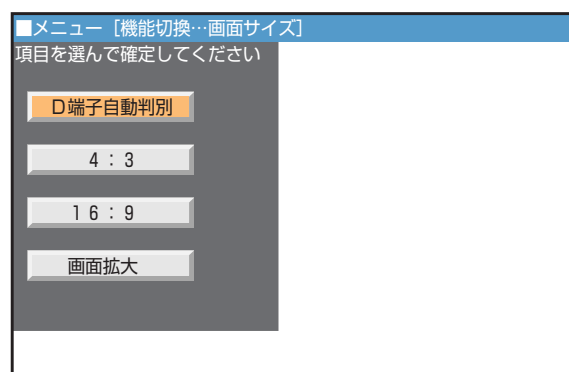 ■メニュー［機能切換…画面サイズ］
項目を選んで確定してください
Ｄ端子自動判別
４：３
１６：９
画面拡大